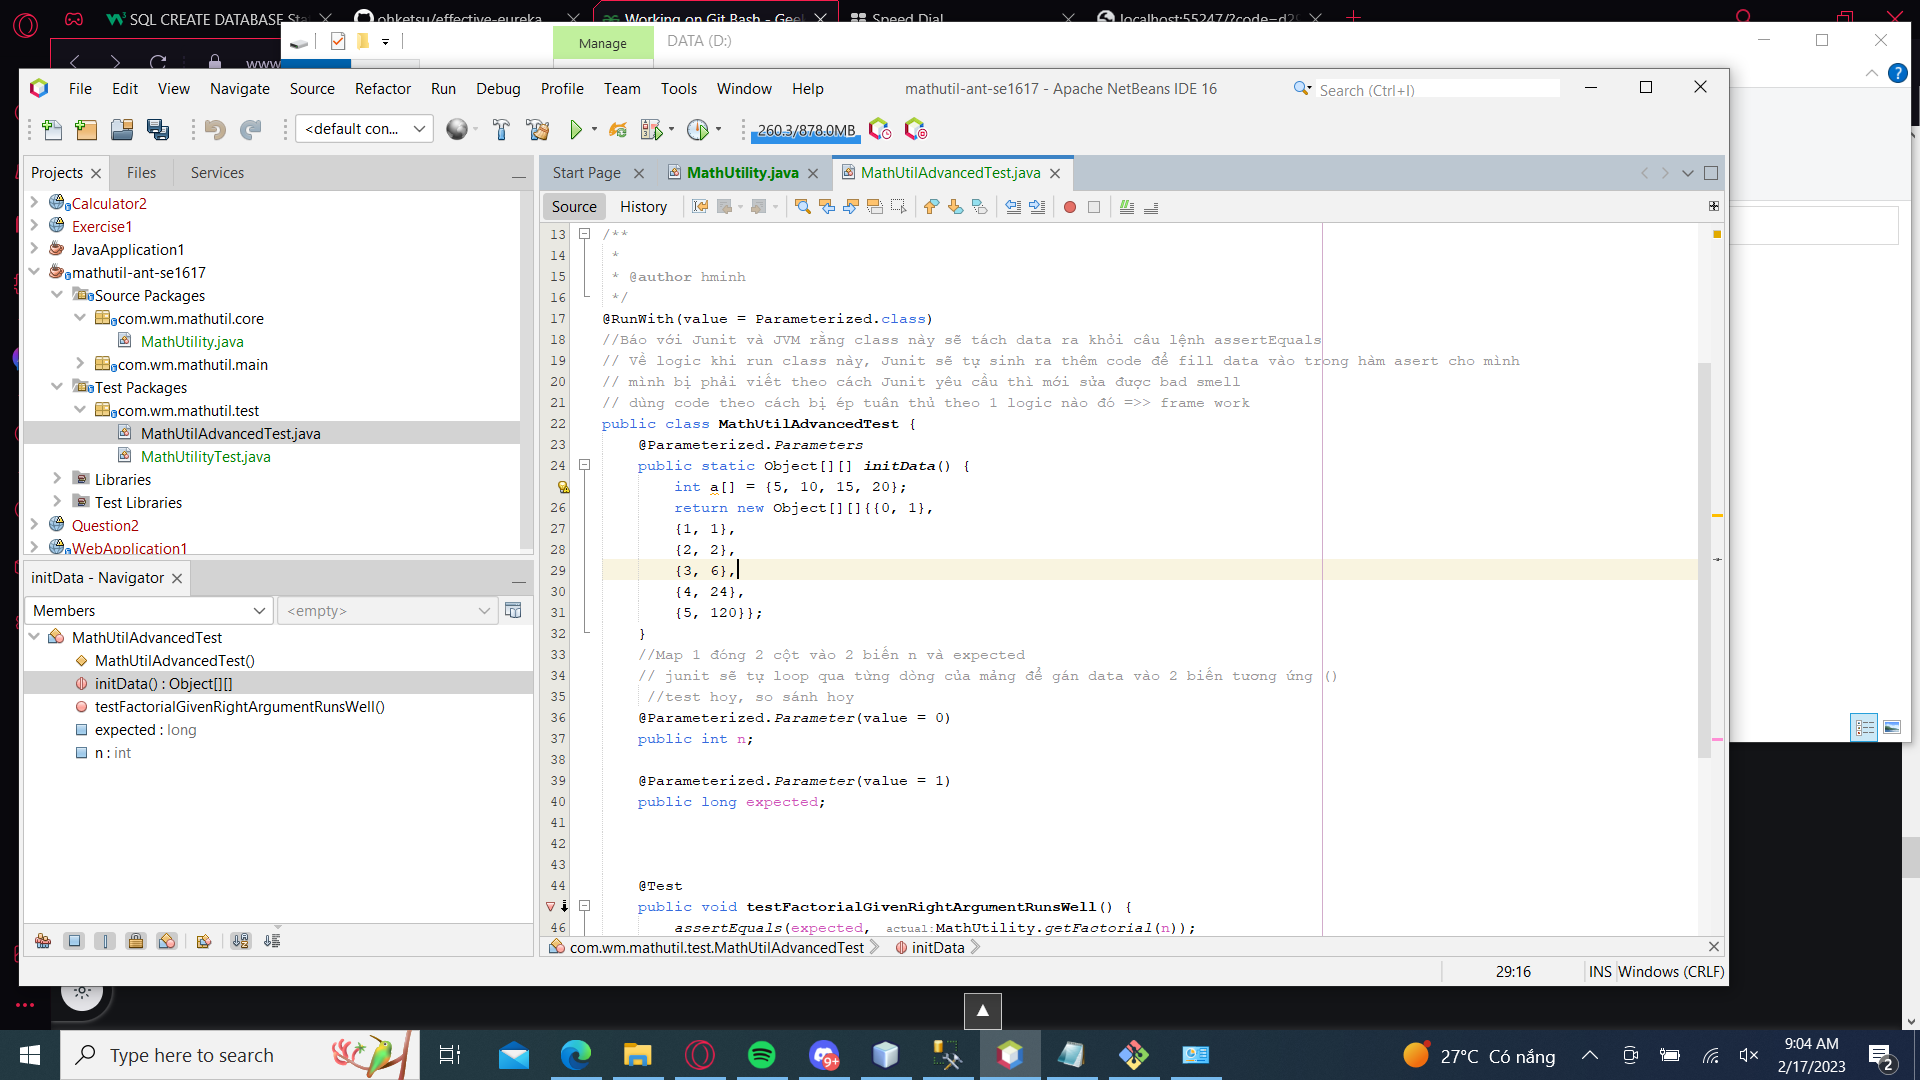 SQL CREATE DATABASE Sta
ohketsu/effective-eureka
Working on Git Bash - Geek
Speed Dial
localhost:55247/?code=d29
www
Manage
DATA (D:)
File Edit View Navigate Source Refactor Run Debug Profile Team Tools Window Help
mathutil-ant-se1617 - Apache NetBeans IDE 16
Search (Ctrl+I)
<default con...
260.3/878.0MB
Projects Files Services
Calculator2
Exercise1
JavaApplication1
mathutil-ant-se1617
Source Packages
com.wm.mathutil.core
MathUtility.java
com.wm.mathutil.main
Test Packages
com.wm.mathutil.test
MathUtilAdvancedTest.java
MathUtilityTest.java
Libraries
Test Libraries
Question2
WebApplication1
initData - Navigator
Members
<empty>
MathUtilAdvancedTest
MathUtilAdvancedTest()
initData() : Object[][]
testFactorialGivenRightArgumentRunsWell()
expected : long
n : int
Start Page MathUtility.java MathUtilAdvancedTest.java
Source History
13 /**
14 *
15 * @author hminh
16 */
17 @RunWith(value = Parameterized.class)
18 //Báo với Junit và JVM rằng class này sẽ tách data ra khỏi câu lệnh assertEquals
19 // Về logic khi run class này, Junit sẽ tự sinh ra thêm code để fill data vào trong hàm asert cho mình
20 // mình bị phải viết theo cách Junit yêu cầu thì mới sửa được bad smell
21 // dùng code theo cách bị ép tuân thủ theo 1 logic nào đó =>> frame work
22 public class MathUtilAdvancedTest {
23 @Parameterized.Parameters
24 public static Object[][] initData() {
int a[] = {5, 10, 15, 20};
26 return new Object[][]{{0, 1},
27 {1, 1},
28 {2, 2},
29 {3, 6},
30 {4, 24},
31 {5, 120}};
32 }
33 //Map 1 đóng 2 cột vào 2 biến n và expected
34 // junit sẽ tự loop qua từng dòng của mảng để gán data vào 2 biến tương ứng ()
35 //test hoy, so sánh hoy
36 @Parameterized.Parameter(value = 0)
37 public int n;
38
39 @Parameterized.Parameter(value = 1)
40 public long expected;
41
42
43
44 @Test
public void testFactorialGivenRightArgumentRunsWell() {
46 assertEquals(expected, actual:MathUtility.getFactorial(n));
com.wm.mathutil.test.MathUtilAdvancedTest initData
29:16 INS Windows (CRLF)
Type here to search
9+
27°C Có nắng
9:04 AM
2/17/2023
2